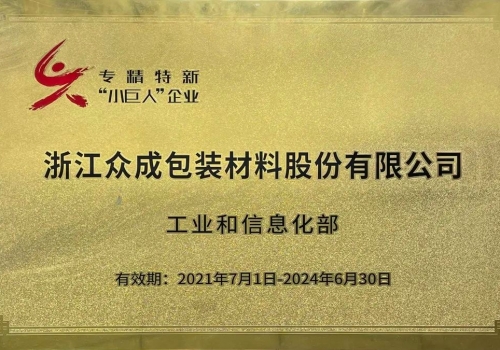 专精特新
“小巨人”企业
浙江众成包装材料股份有限公司
工业和信息化部
有效期：2021年7月1日-2024年6月30日